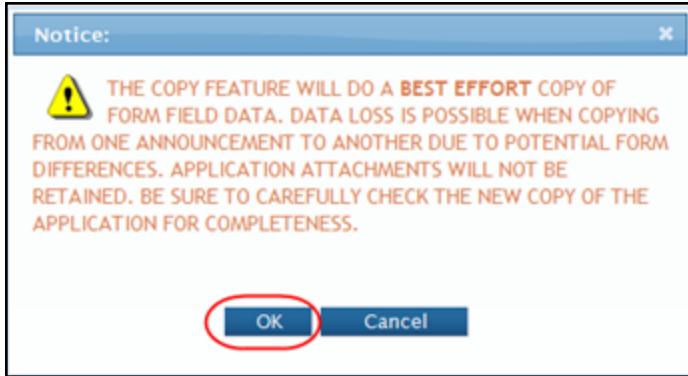 Notice:
THE COPY FEATURE WILL DO A BEST EFFORT COPY OF
FORM FIELD DATA. DATA LOSS IS POSSIBLE WHEN COPYING
FROM ONE ANNOUNCEMENT TO ANOTHER DUE TO POTENTIAL FORM
DIFFERENCES. APPLICATION ATTACHMENTS WILL NOT BE
RETAINED. BE SURE TO CAREFULLY CHECK THE NEW COPY OF THE
APPLICATION FOR COMPLETENESS.
OK Cancel